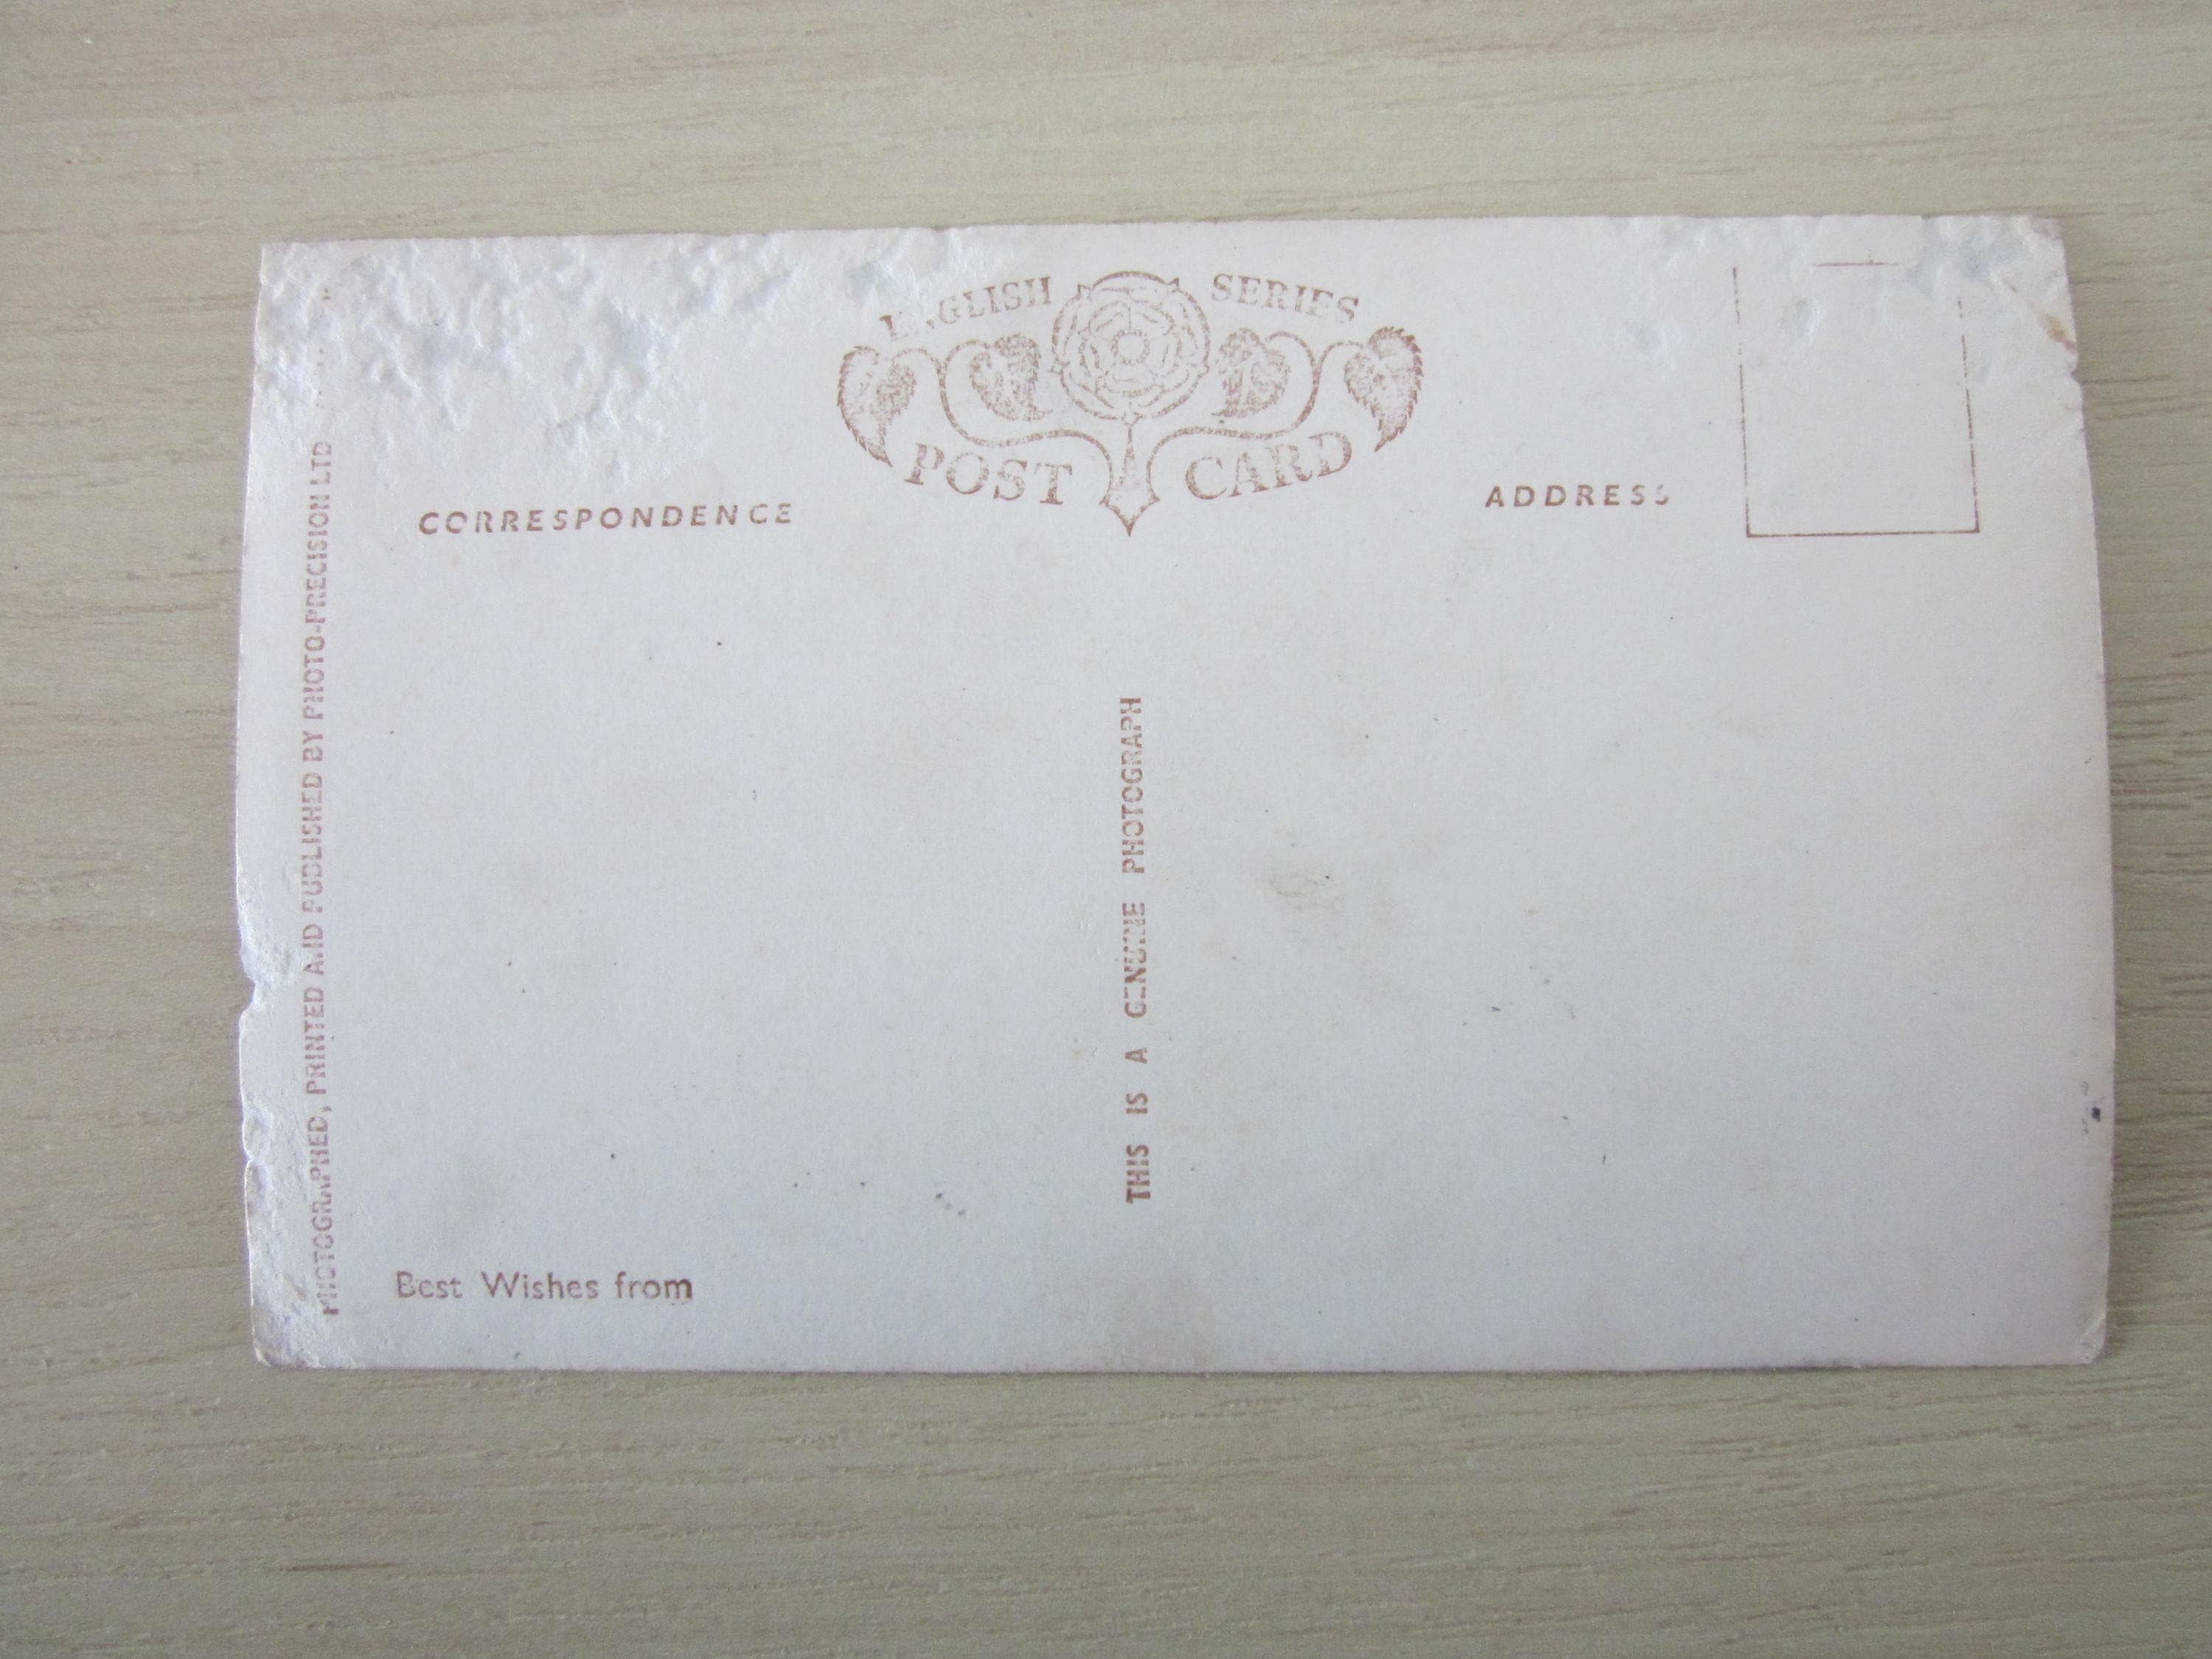 ENGLISH SERIES
POST CARD
CORRESPONDENCE
ADDRESS
PHOTOGRAPHED, PRINTED AND PUBLISHED BY PHOTO-PRECISION LTD
THIS IS A GENUINE PHOTOGRAPH
Best Wishes from